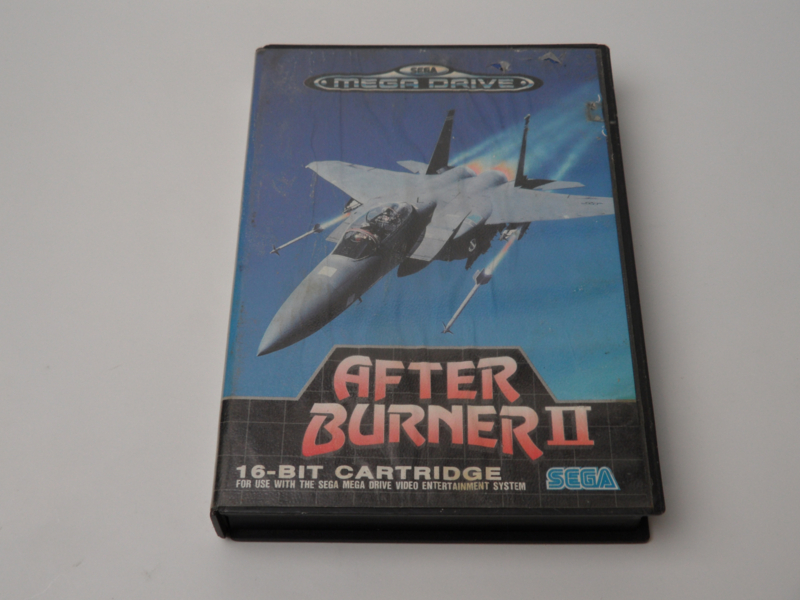 SEGA
MEGA DRIVE
AFTER
BURNER II
16-BIT CARTRIDGE
FOR USE WITH THE SEGA MEGA DRIVE VIDEO ENTERTAINMENT SYSTEM
SEGA